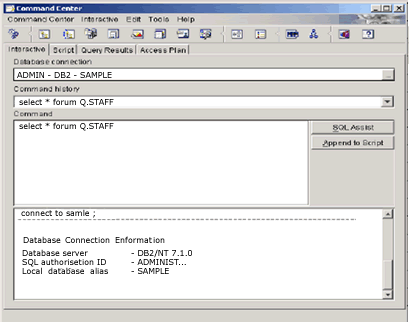 Command Center
Command Center Interactive Edit Tools Help
Interactive Script Query Results Access Plan
Database connection
ADMIN - DB2 - SAMPLE
...
Command history
select * forum Q.STAFF
Command
select * forum Q.STAFF
SQL Assist
Append to Script
connect to samle ;
Database Connection Enformation
Database server - DB2/NT 7.1.0
SQL authorisetion ID - ADMINIST...
Local database alias - SAMPLE